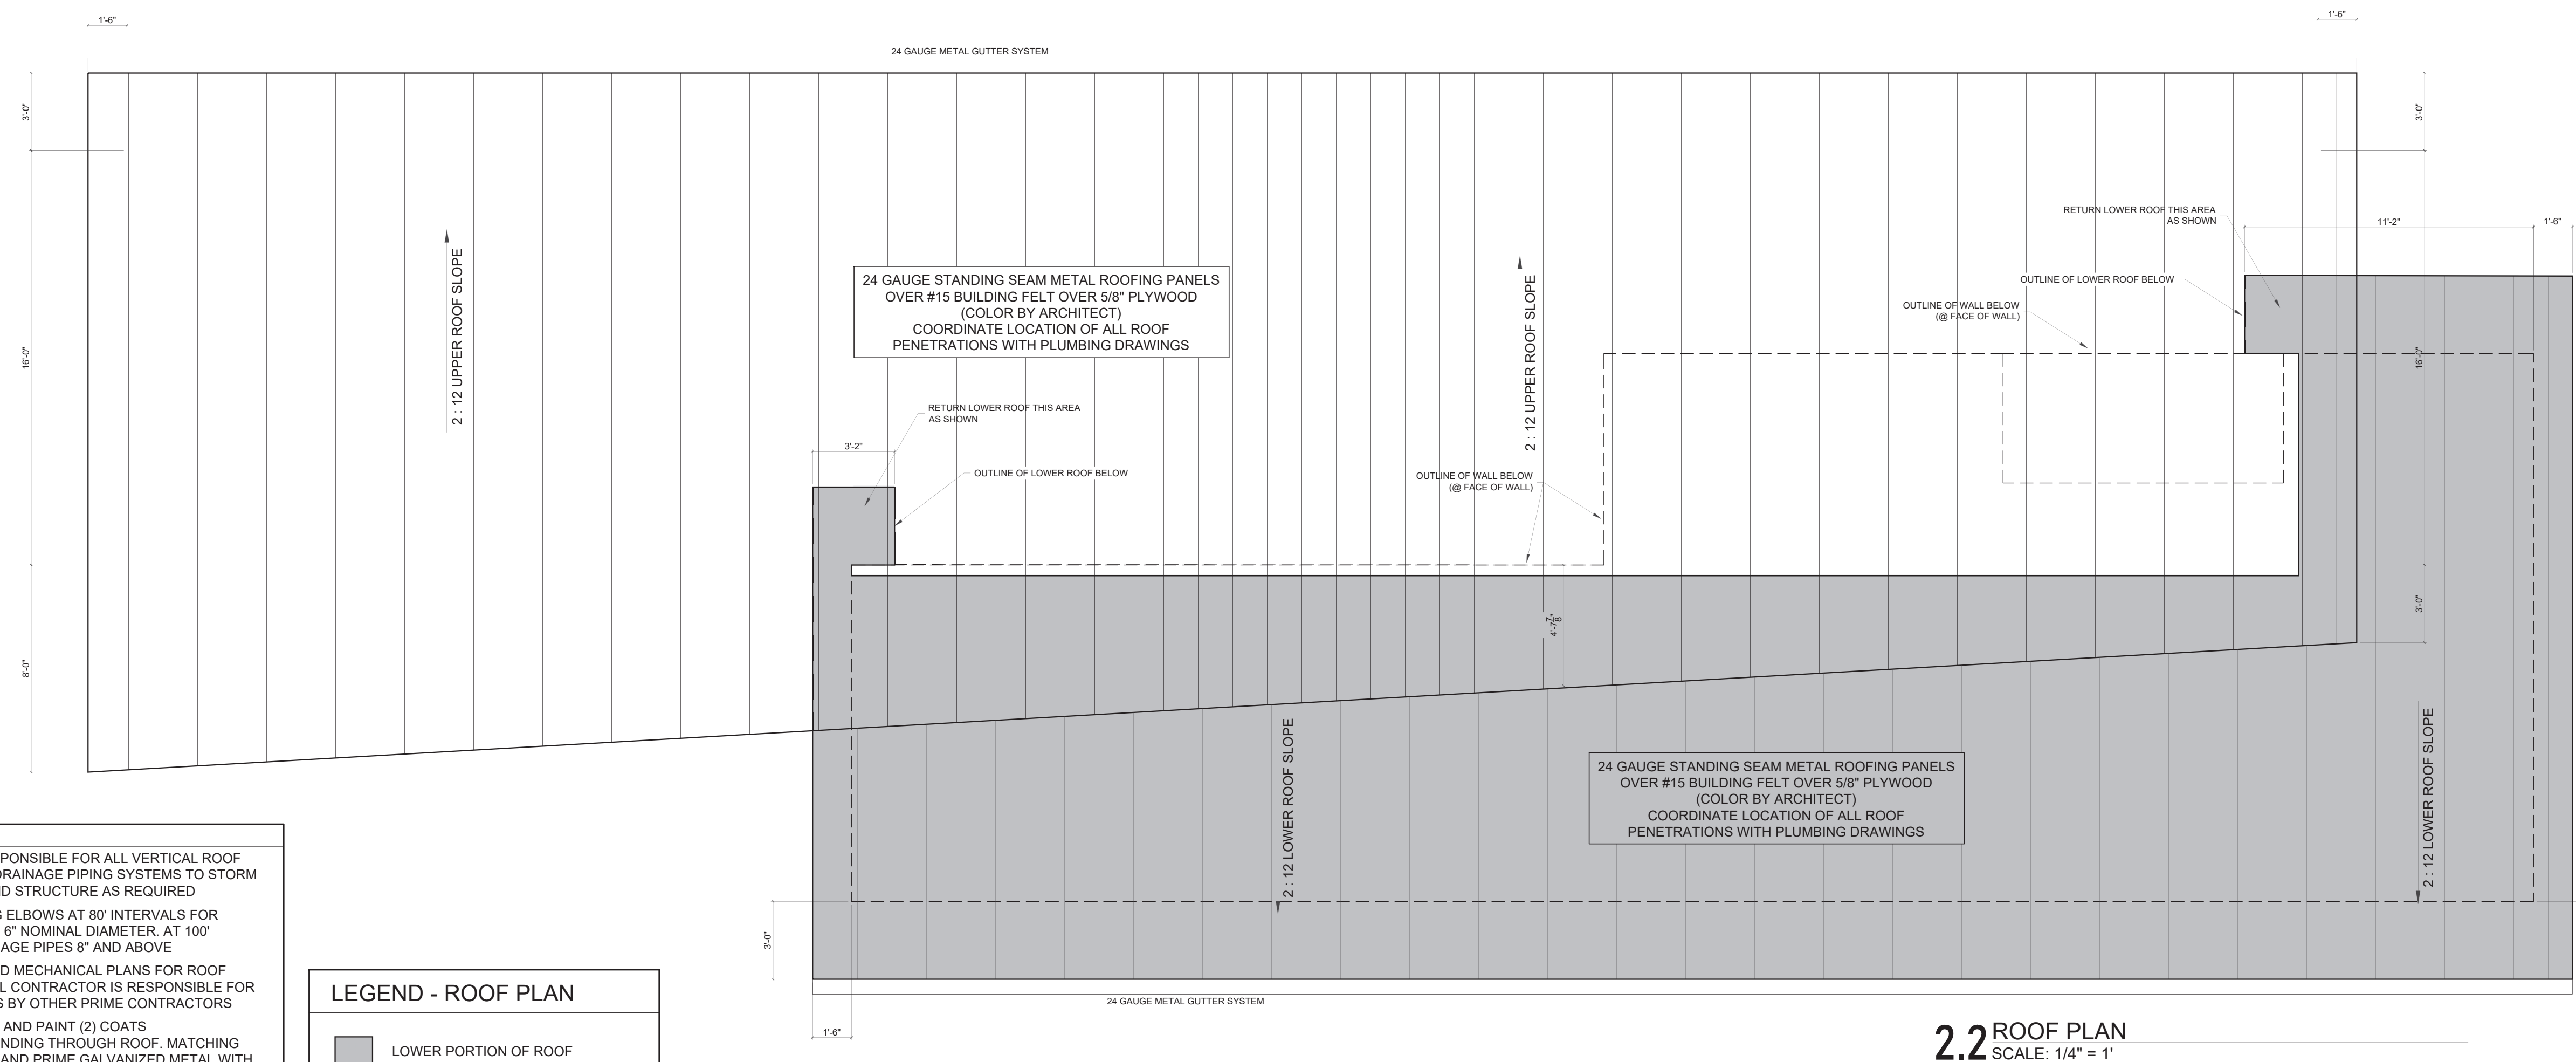 1'-6"
1'-6"
24 GAUGE METAL GUTTER SYSTEM
3'-0"
3'-0"
RETURN LOWER ROOF THIS AREA
AS SHOWN
11'-2"
1'-6"
2 : 12 UPPER ROOF SLOPE
24 GAUGE STANDING SEAM METAL ROOFING PANELS
OVER #15 BUILDING FELT OVER 5/8" PLYWOOD
(COLOR BY ARCHITECT)
COORDINATE LOCATION OF ALL ROOF
PENETRATIONS WITH PLUMBING DRAWINGS
2 : 12 UPPER ROOF SLOPE
OUTLINE OF LOWER ROOF BELOW
OUTLINE OF WALL BELOW
(@ FACE OF WALL)
16'-0"
16'-0"
RETURN LOWER ROOF THIS AREA
AS SHOWN
3'-2"
OUTLINE OF LOWER ROOF BELOW
OUTLINE OF WALL BELOW
(@ FACE OF WALL)
4'-7 7/8"
3'-0"
8'-0"
2 : 12 LOWER ROOF SLOPE
24 GAUGE STANDING SEAM METAL ROOFING PANELS
OVER #15 BUILDING FELT OVER 5/8" PLYWOOD
(COLOR BY ARCHITECT)
COORDINATE LOCATION OF ALL ROOF
PENETRATIONS WITH PLUMBING DRAWINGS
2 : 12 LOWER ROOF SLOPE
3'-0"
24 GAUGE METAL GUTTER SYSTEM
1'-6"
PONSIBLE FOR ALL VERTICAL ROOF
DRAINAGE PIPING SYSTEMS TO STORM
D STRUCTURE AS REQUIRED
G ELBOWS AT 80' INTERVALS FOR
6" NOMINAL DIAMETER. AT 100'
AGE PIPES 8" AND ABOVE
D MECHANICAL PLANS FOR ROOF
L CONTRACTOR IS RESPONSIBLE FOR
S BY OTHER PRIME CONTRACTORS
AND PAINT (2) COATS
NDING THROUGH ROOF. MATCHING
AND PRIME GALVANIZED METAL WITH
LEGEND - ROOF PLAN
LOWER PORTION OF ROOF
2.2 ROOF PLAN
SCALE: 1/4" = 1'